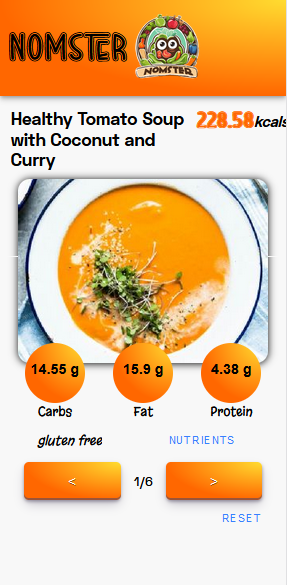 NOMSTER
NOMSTER
Healthy Tomato Soup
with Coconut and
Curry
228.58kcals
14.55 g 15.9 g 4.38 g
Carbs Fat Protein
gluten free NUTRIENTS
< 1/6 >
RESET